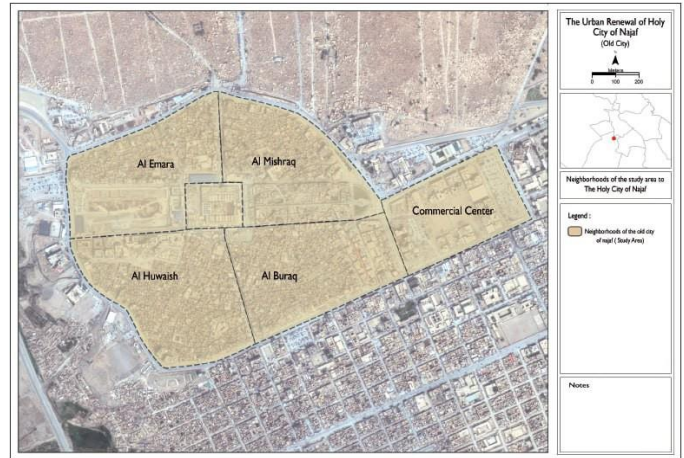 Al Emara
Al Mishraq
Commercial Center
Al Huwaish
Al Buraq
The Urban Renewal of Holy
City of Najaf
(Old City)
Meters
0 100 200
Neighborhoods of the study area to
The Holy City of Najaf
Legend :
Neighborhoods of the old city
of najaf ( Study Area)
Notes